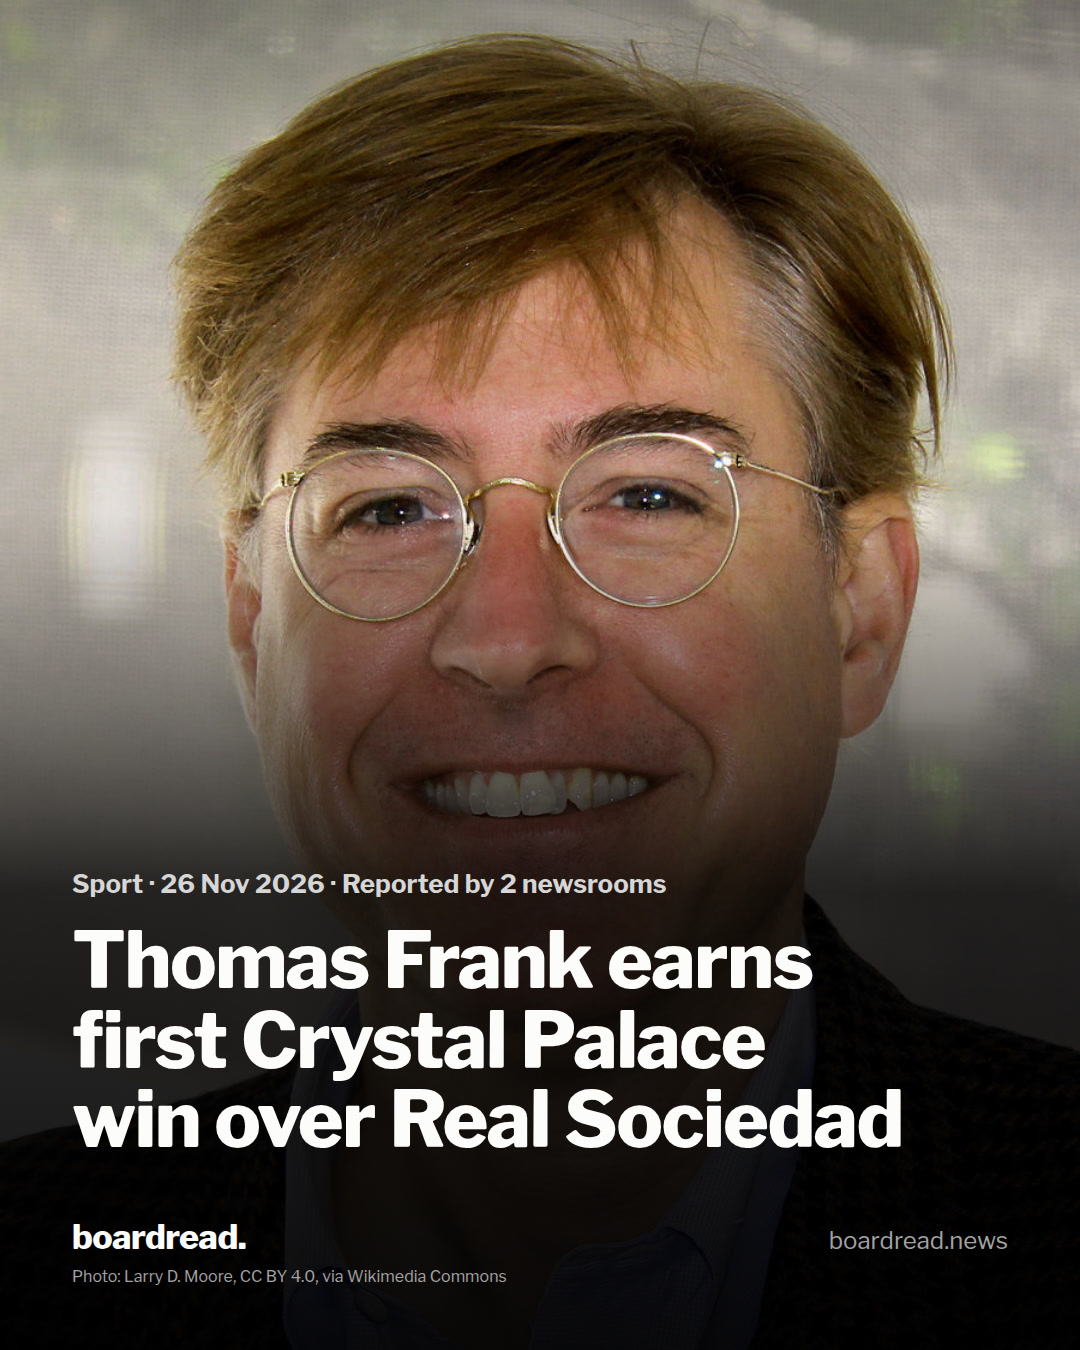 Sport · 26 Nov 2026 · Reported by 2 newsrooms
Thomas Frank earns
first Crystal Palace
win over Real Sociedad
boardread.
boardread.news
Photo: Larry D. Moore, CC BY 4.0, via Wikimedia Commons